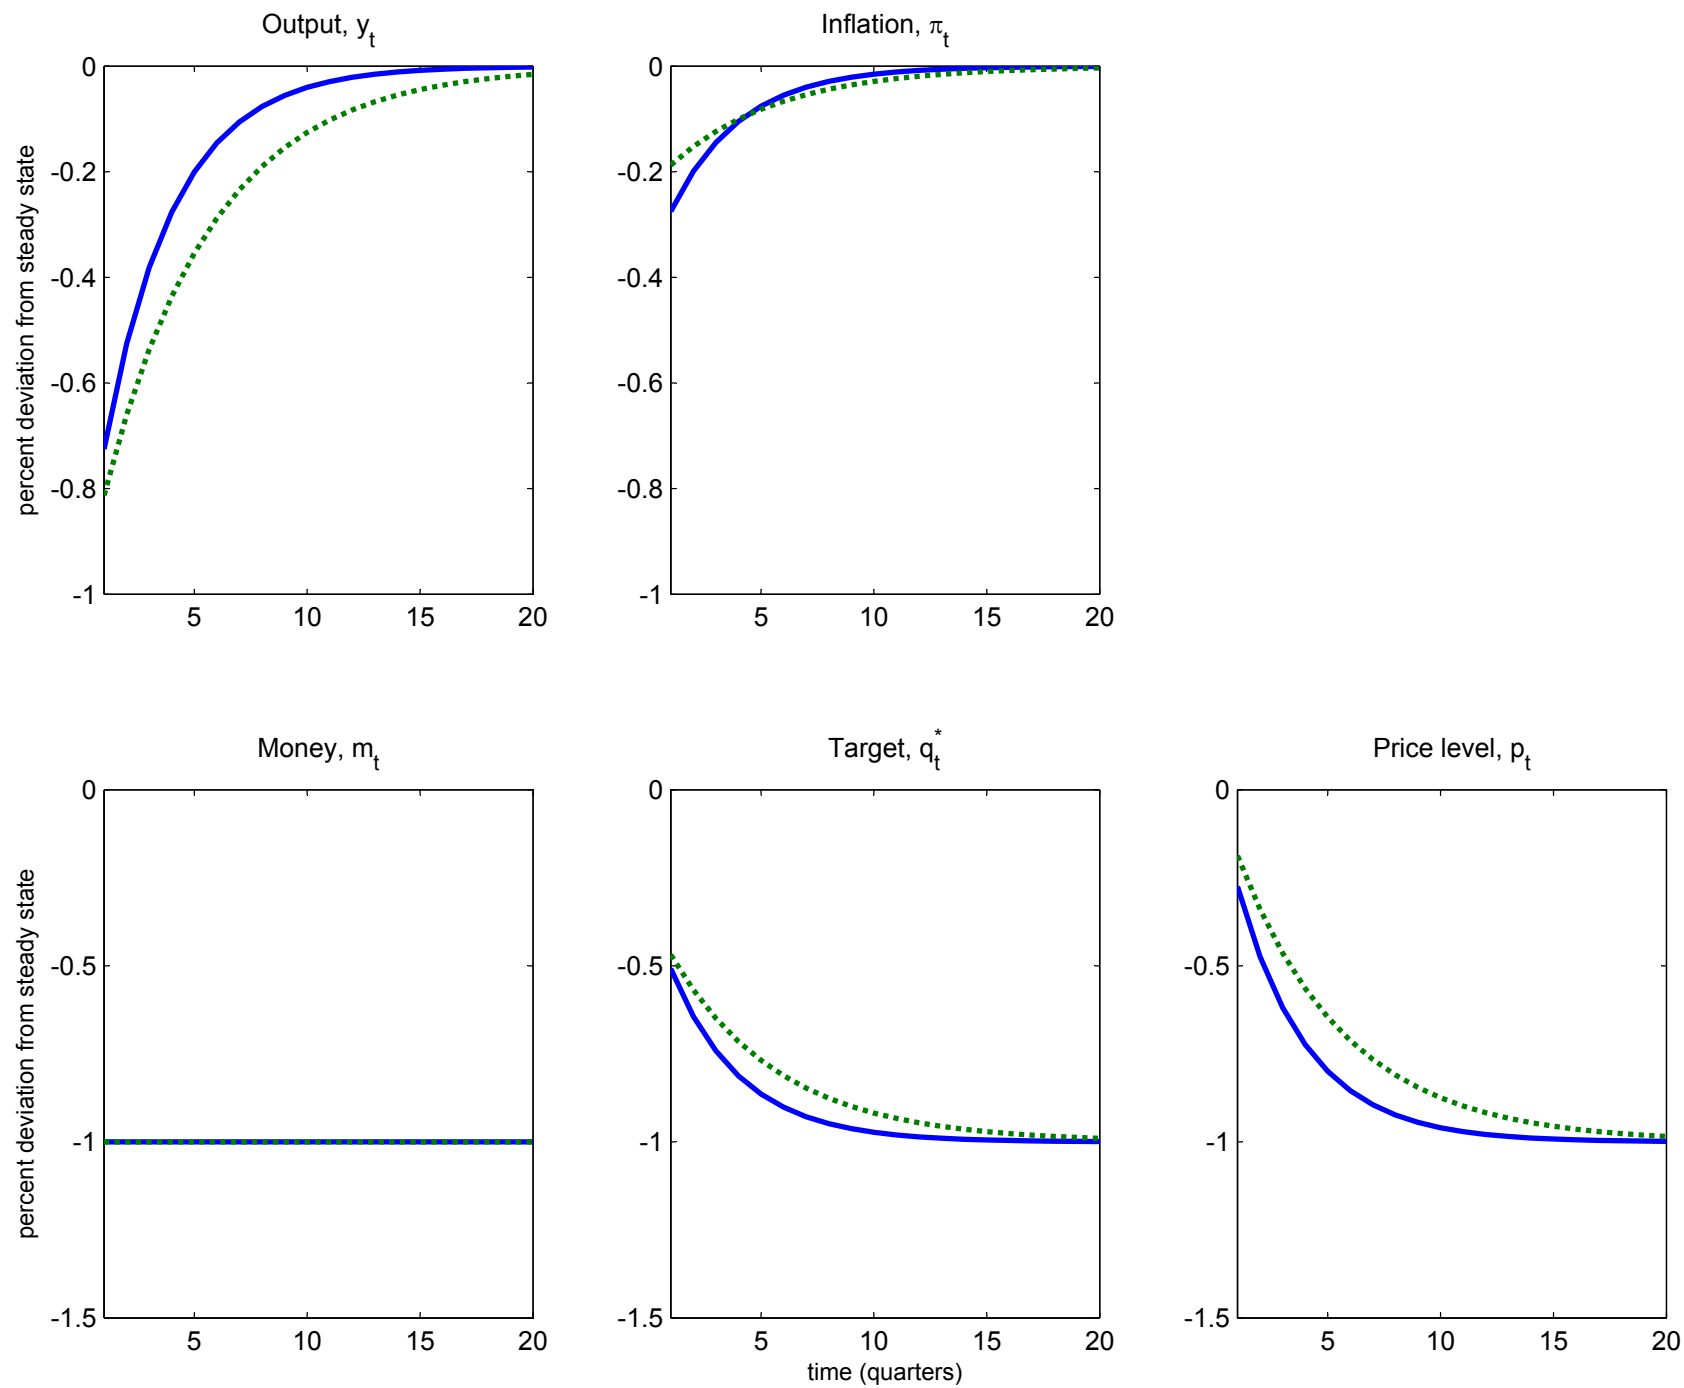 Output, y_t
Inflation, π_t
percent deviation from steady state
0
-0.2
-0.4
-0.6
-0.8
-1
5 10 15 20
0
-0.2
-0.4
-0.6
-0.8
-1
5 10 15 20
Money, m_t
Target, q_t^*
Price level, p_t
percent deviation from steady state
0
-0.5
-1
-1.5
5 10 15 20
0
-0.5
-1
-1.5
5 10 15 20
0
-0.5
-1
-1.5
5 10 15 20
time (quarters)